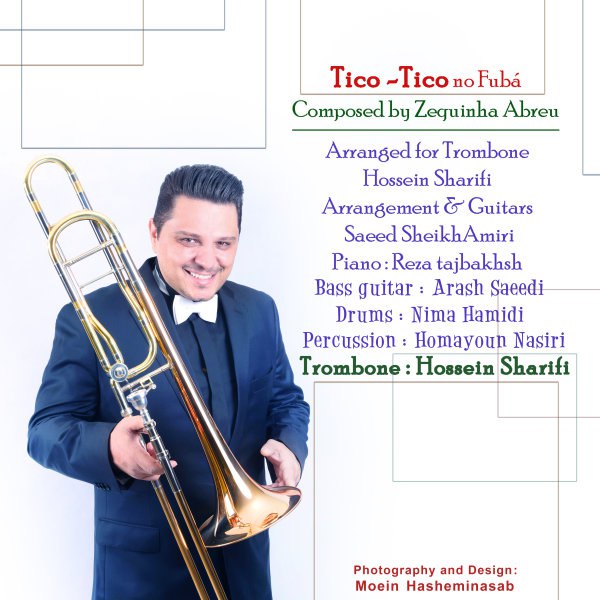 Tico ~Tico no Fubá
Composed by Zequinha Abreu
Arranged for Trombone
Hossein Sharifi
Arrangement & Guitars
Saeed SheikhAmiri
Piano : Reza tajbakhsh
Bass guitar : Arash Saeedi
Drums : Nima Hamidi
Percussion : Homayoun Nasiri
Trombone : Hossein Sharifi
Photography and Design:
Moein Hasheminasab